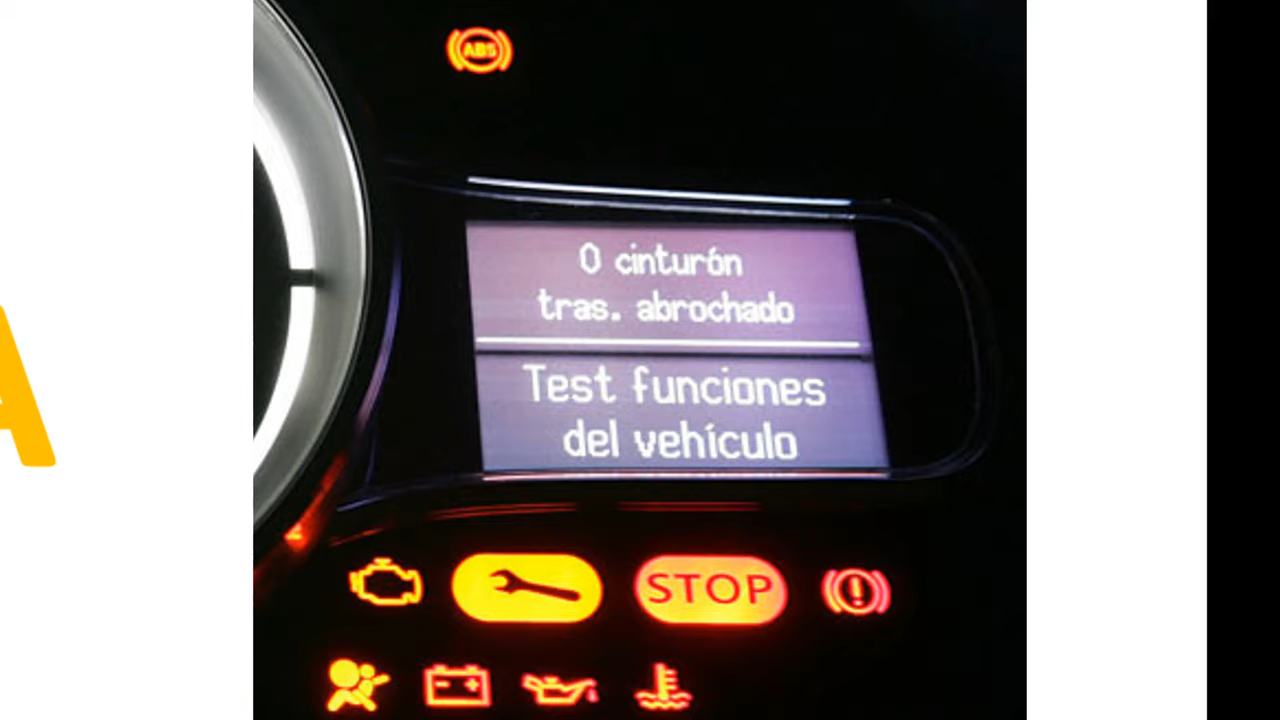 A
ABS
0 cinturón
tras. abrochado
Test funciones
del vehículo
STOP